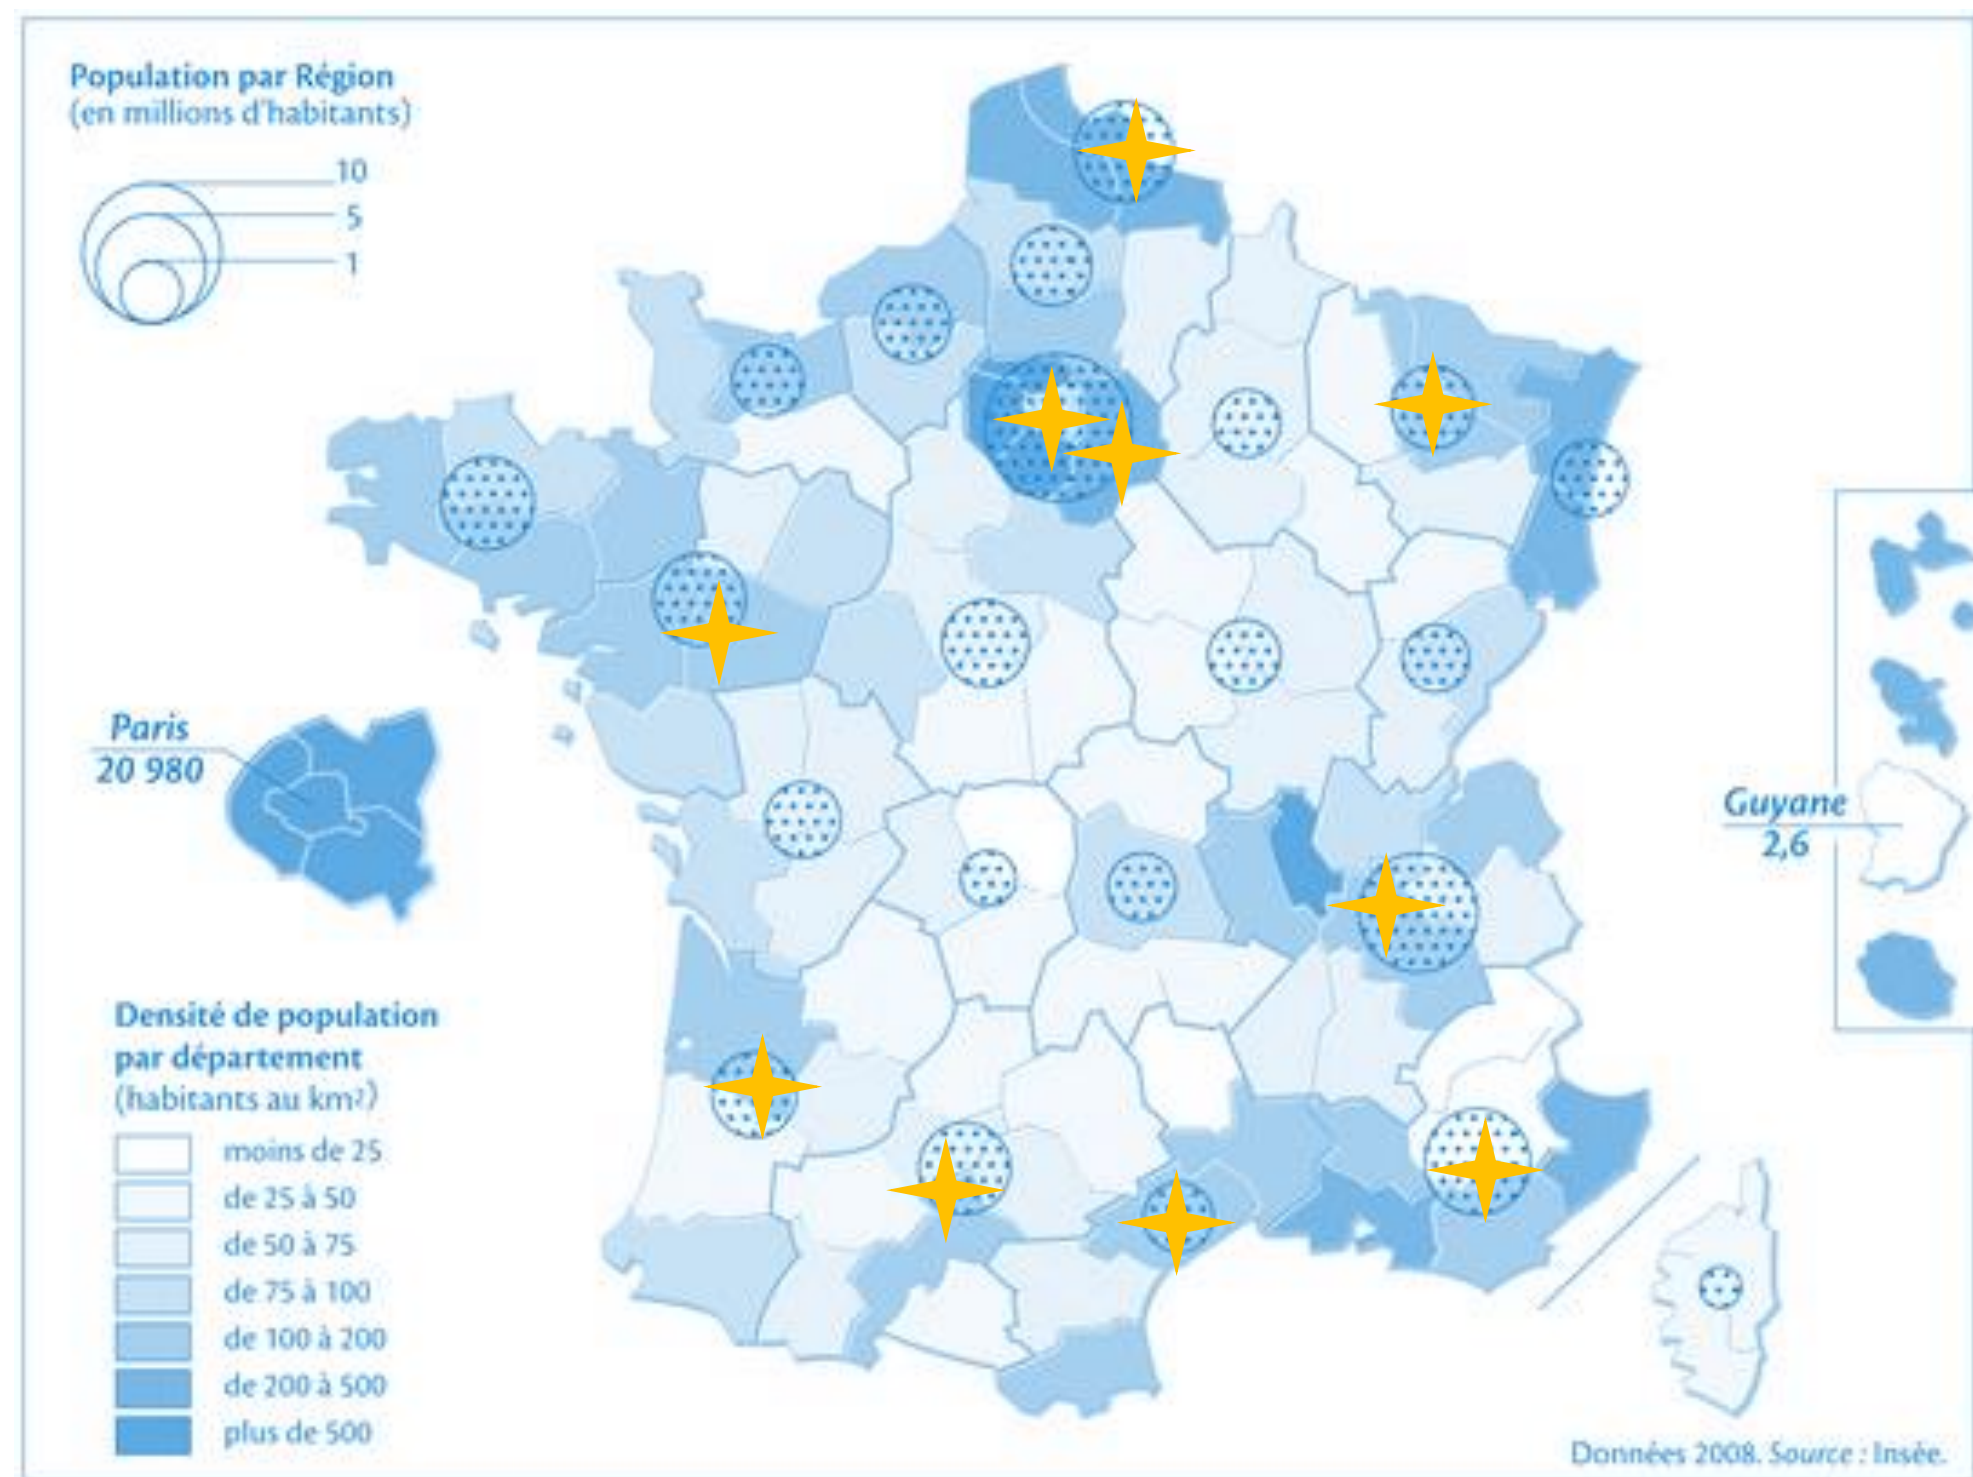 Population par Région
(en millions d'habitants)
10
5
1
Paris
20 980
Guyane
2,6
Densité de population
par département
(habitants au km²)
moins de 25
de 25 à 50
de 50 à 75
de 75 à 100
de 100 à 200
de 200 à 500
plus de 500
Données 2008. Source : Insée.